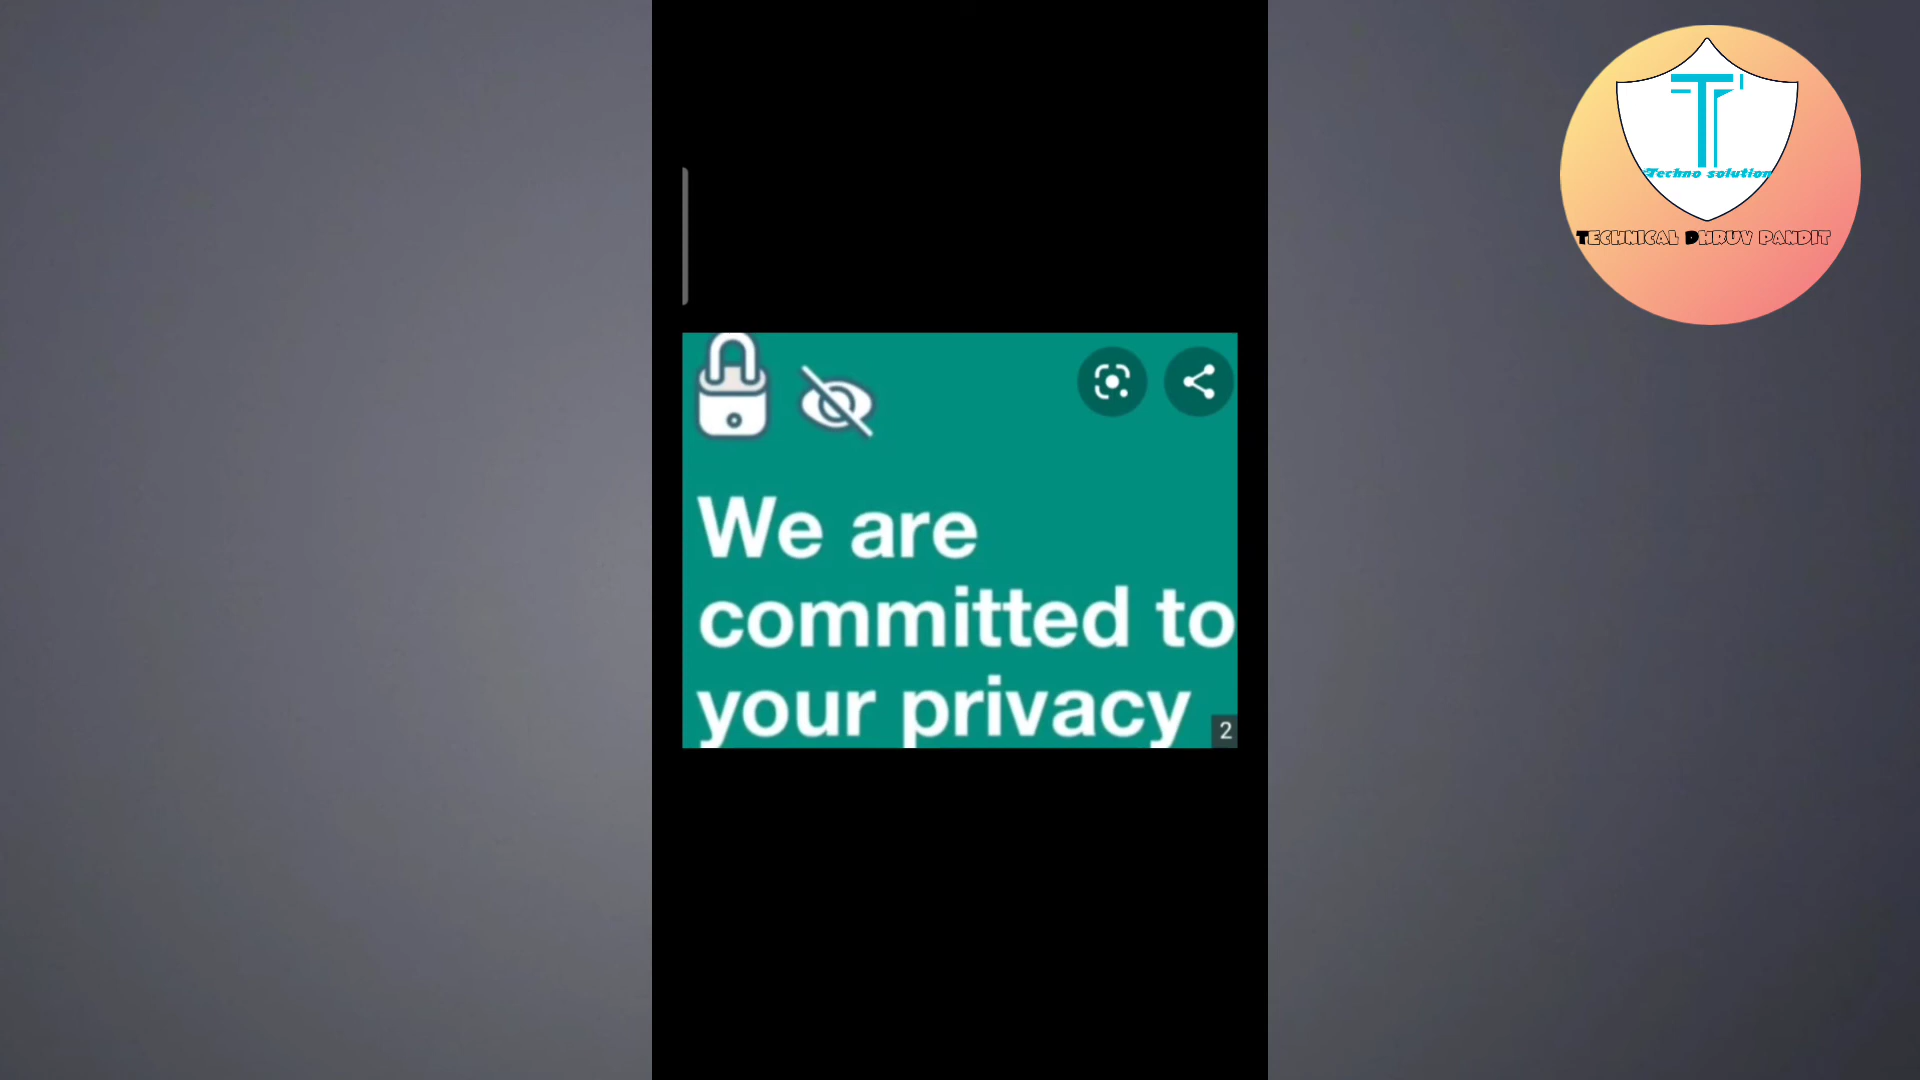 Techno solution
TECHNICAL DHRUV PANDIT
We are
committed to
your privacy
2